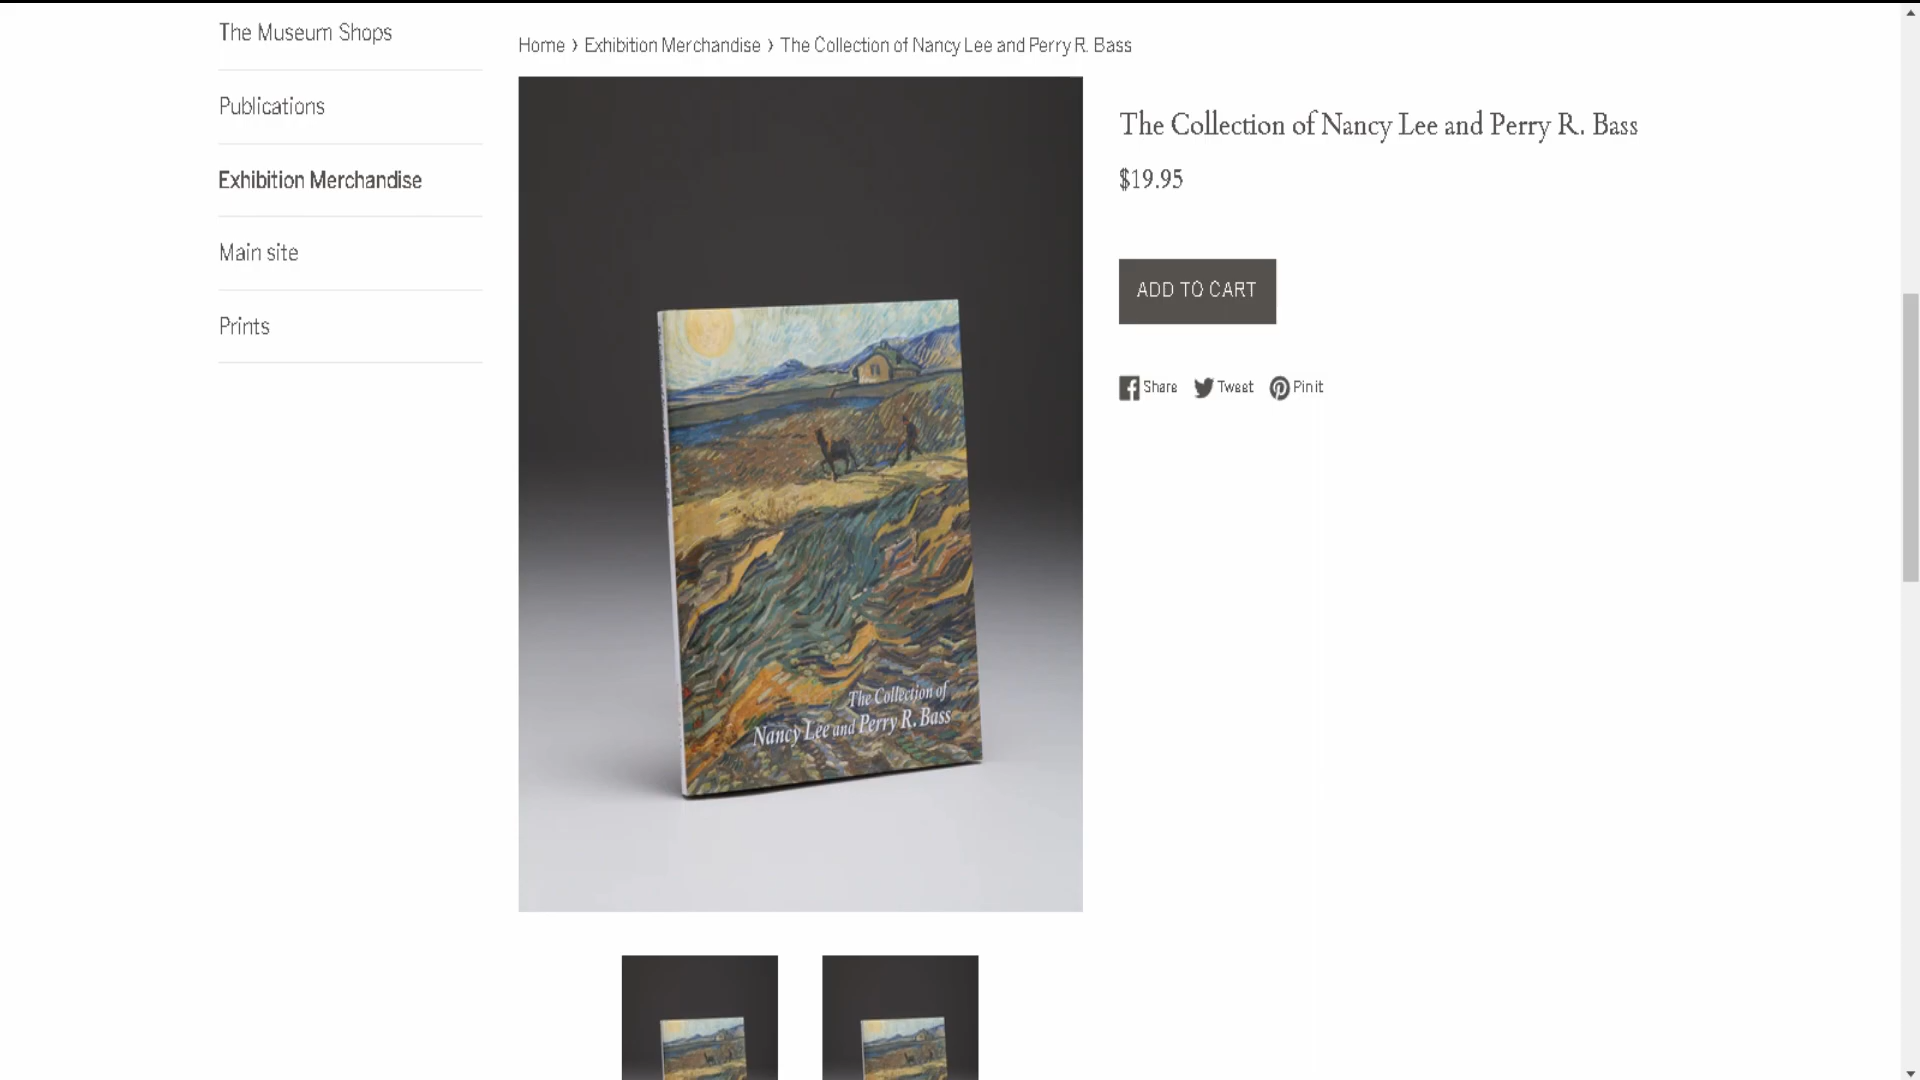 The Museum Shops
Publications
Exhibition Merchandise
Main site
Prints
Home › Exhibition Merchandise › The Collection of Nancy Lee and Perry R. Bass
The Collection of Nancy Lee and Perry R. Bass
$19.95
ADD TO CART
Share Tweet Pin it
The Collection of
Nancy Lee and Perry R. Bass